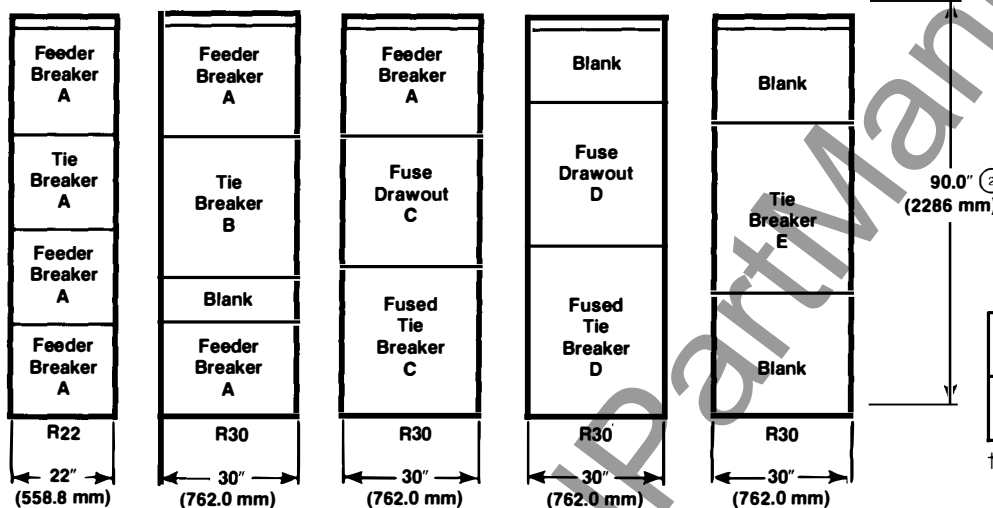 Feeder
Breaker
A
Tie
Breaker
A
Feeder
Breaker
A
Feeder
Breaker
A
R22
22"
(558.8 mm)
Feeder
Breaker
A
Tie
Breaker
B
Blank
Feeder
Breaker
A
R30
30"
(762.0 mm)
Feeder
Breaker
A
Fuse
Drawout
C
Fused
Tie
Breaker
C
R30
30"
(762.0 mm)
Blank
Fuse
Drawout
D
Fused
Tie
Breaker
D
R30
30"
(762.0 mm)
Blank
Tie
Breaker
E
Blank
R30
30"
(762.0 mm)
90.0" ②
(2286 mm)
†